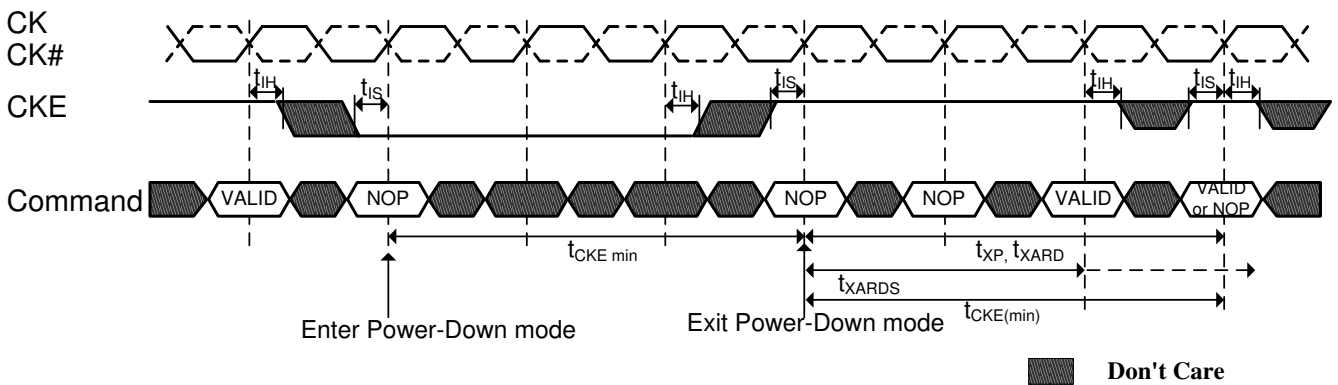 CK
CK#
tIH
tIS
tIH
tIS
tIH
tIS
tIH
CKE
Command
VALID
NOP
NOP
NOP
VALID
VALID
or NOP
tCKE min
tXP, tXARD
tXARDS
tCKE(min)
Enter Power-Down mode
Exit Power-Down mode
Don't Care